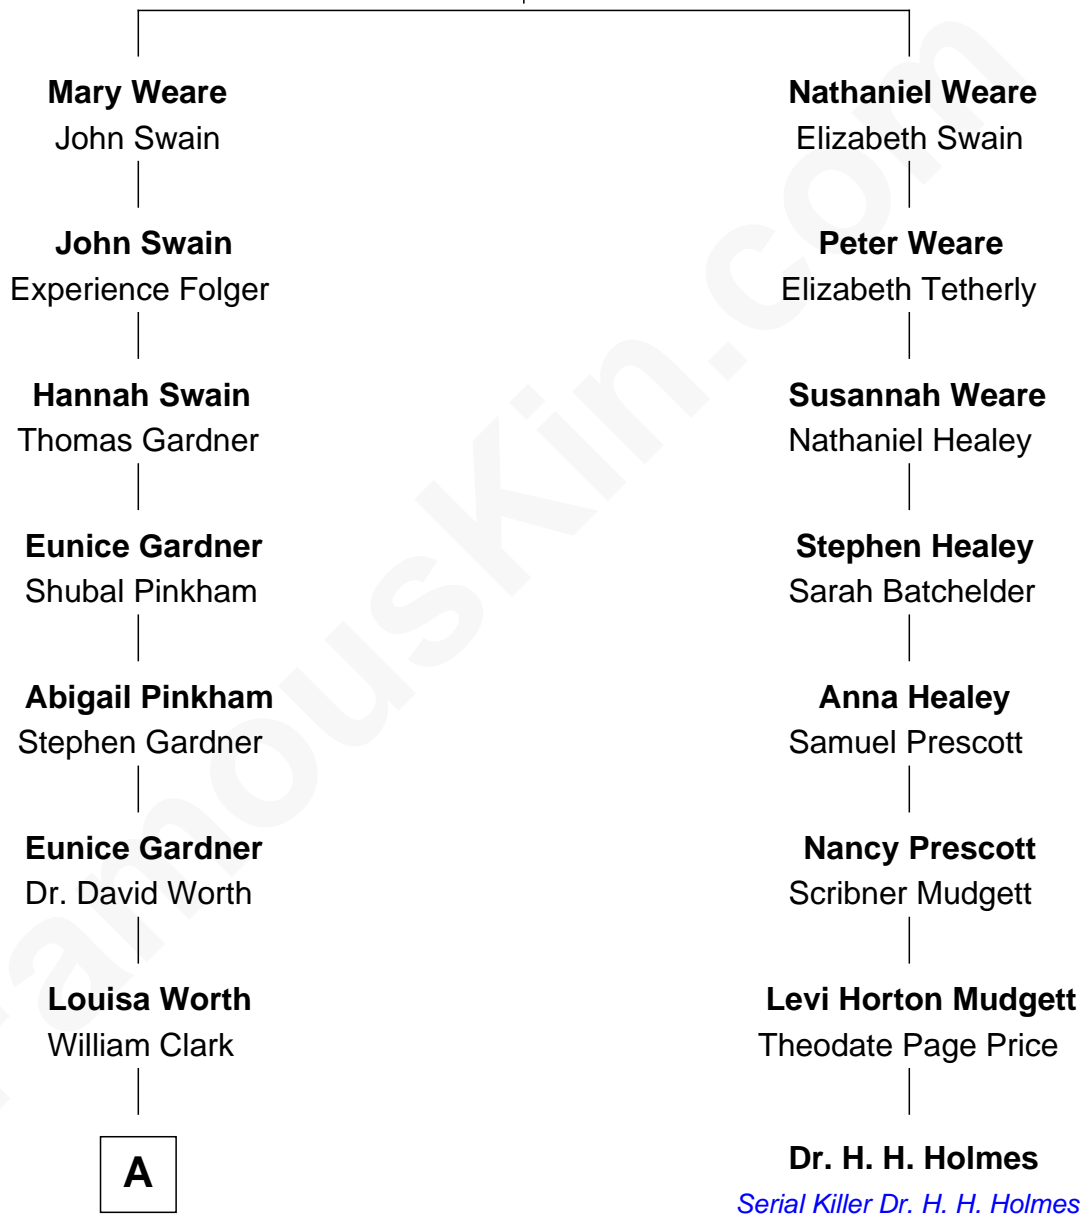 Mary Weare
John Swain
John Swain
Experience Folger
Hannah Swain
Thomas Gardner
Eunice Gardner
Shubal Pinkham
Abigail Pinkham
Stephen Gardner
Eunice Gardner
Dr. David Worth
Louisa Worth
William Clark
A
Nathaniel Weare
Elizabeth Swain
Peter Weare
Elizabeth Tetherly
Susannah Weare
Nathaniel Healey
Stephen Healey
Sarah Batchelder
Anna Healey
Samuel Prescott
Nancy Prescott
Scribner Mudgett
Levi Horton Mudgett
Theodate Page Price
Dr. H. H. Holmes
Serial Killer Dr. H. H. Holmes
FamousKin.com